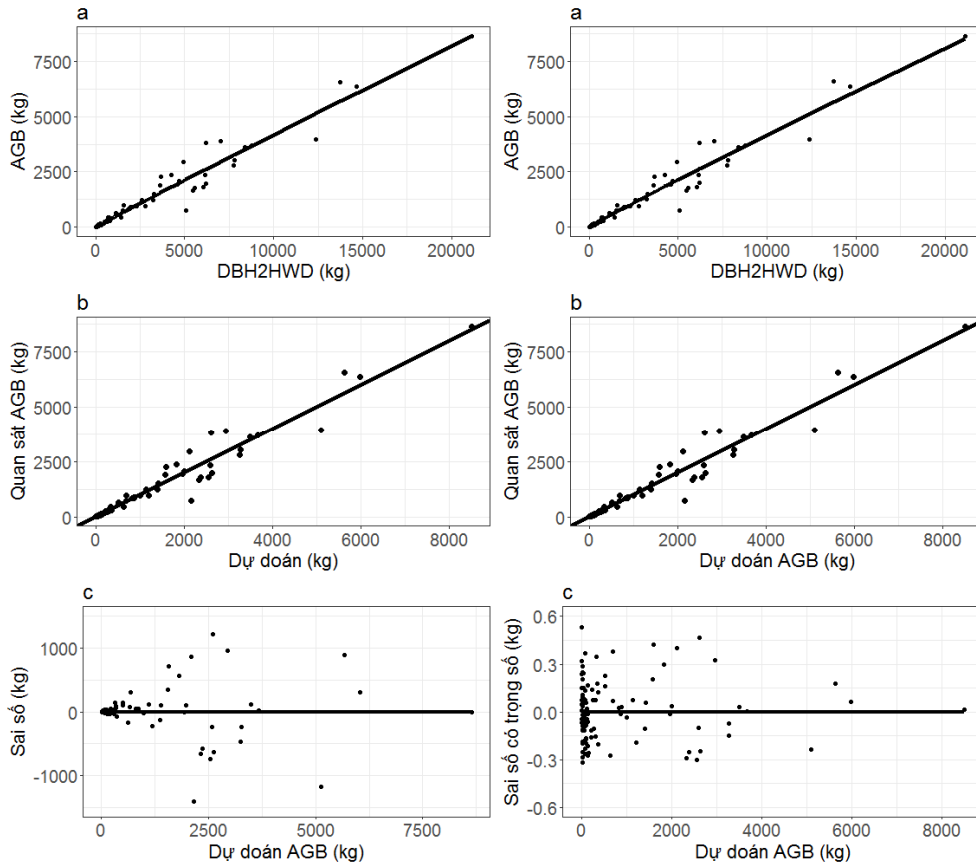 a
AGB (kg)
7500
5000
2500
0
0
5000
10000
15000
20000
DBH2HWD (kg)
a
AGB (kg)
7500
5000
2500
0
0
5000
10000
15000
20000
DBH2HWD (kg)
b
Quan sát AGB (kg)
7500
5000
2500
0
0
2000
4000
6000
8000
Dự doán (kg)
b
Quan sát AGB (kg)
7500
5000
2500
0
0
2000
4000
6000
8000
Dự doán AGB (kg)
c
Sai số (kg)
1000
0
-1000
0
2500
5000
7500
Dự doán AGB (kg)
c
Sai số có trọng số (kg)
0.6
0.3
0.0
-0.3
-0.6
0
2000
4000
6000
8000
Dự doán AGB (kg)